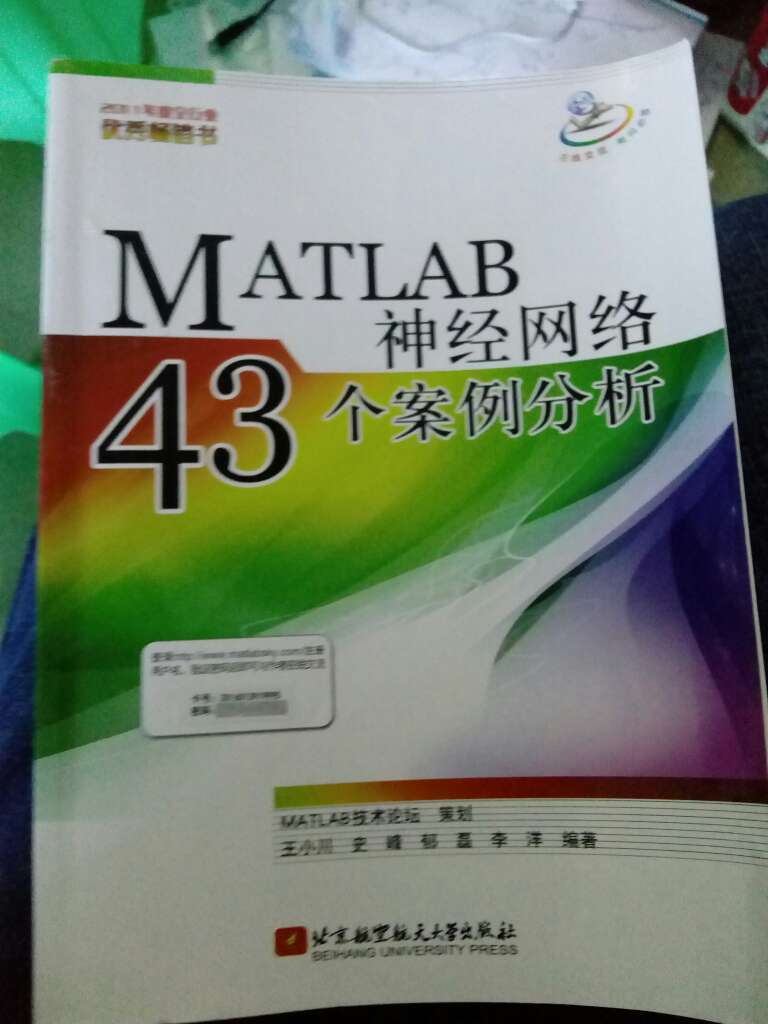 优秀畅销书
MATLAB
神经网络
43个案例分析
MATLAB技术论坛 策划
王小川 史峰 郁磊 李洋 编著
北京航空航天大学出版社
BEIHANG UNIVERSITY PRESS